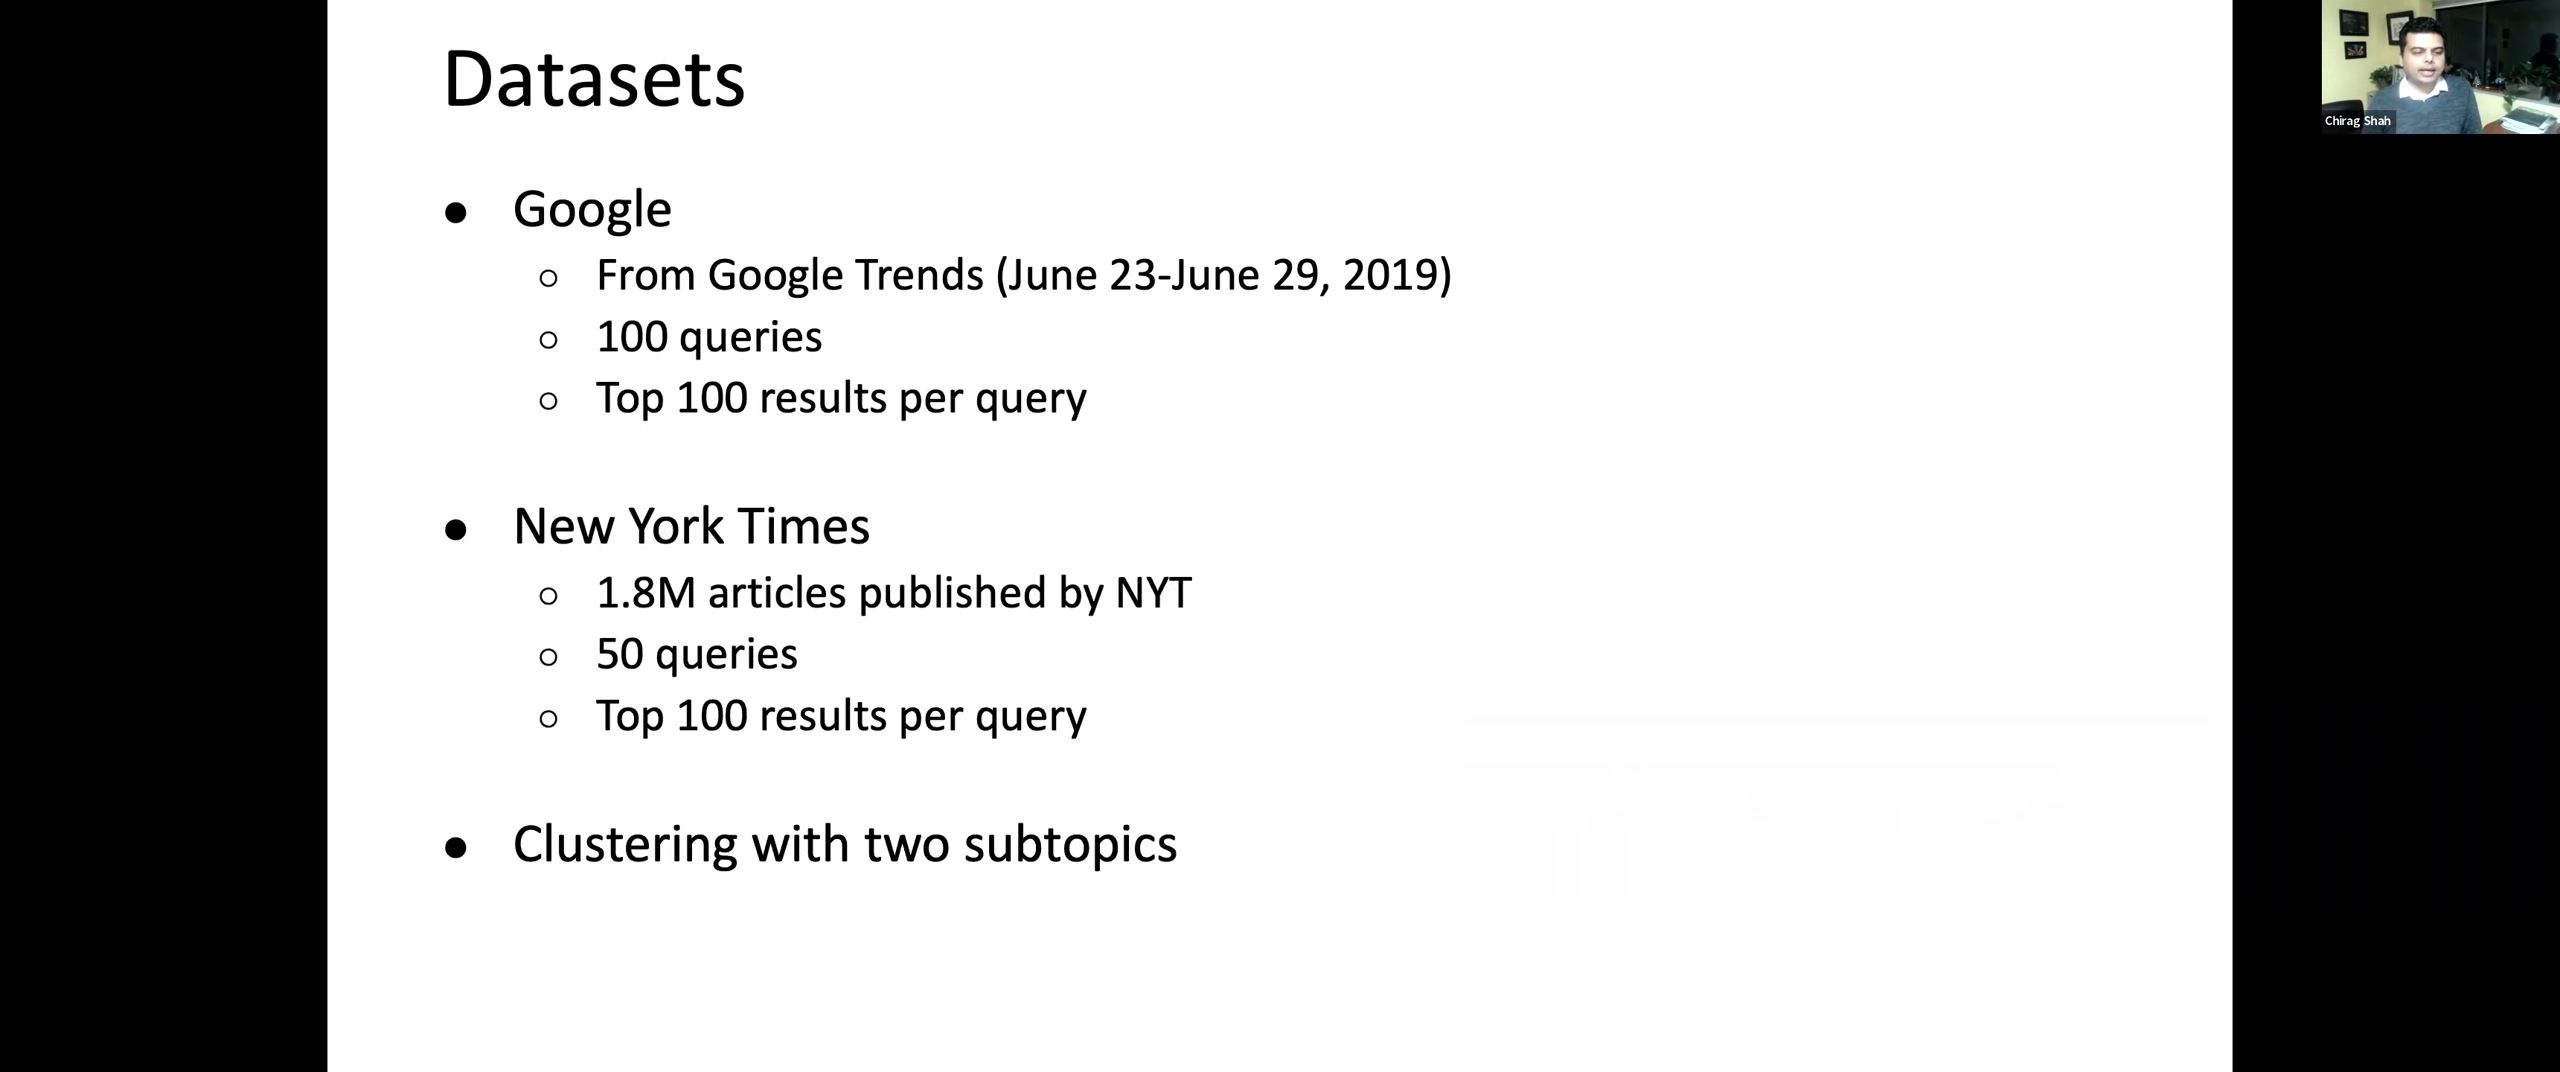 Datasets
Chirag Shah
● Google
○ From Google Trends (June 23-June 29, 2019)
○ 100 queries
○ Top 100 results per query
● New York Times
○ 1.8M articles published by NYT
○ 50 queries
○ Top 100 results per query
● Clustering with two subtopics